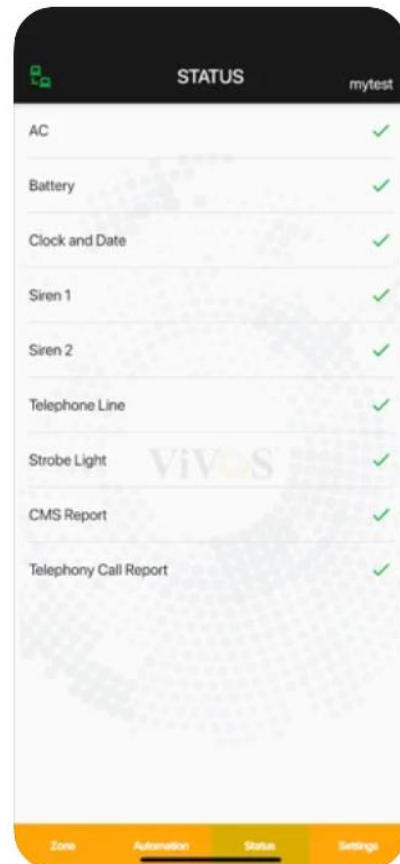 STATUS
mytest
AC
Battery
Clock and Date
Siren 1
Siren 2
Telephone Line
Strobe Light
ViVOS
CMS Report
Telephony Call Report
Zone Automation Status Settings